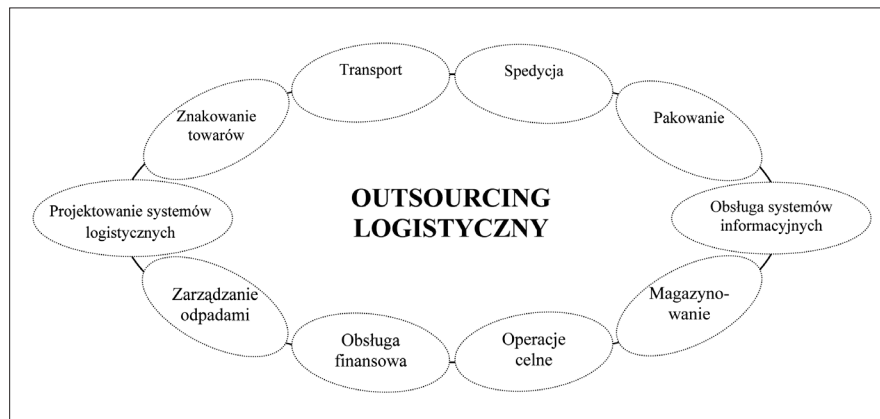 Transport
Spedycja
Znakowanie
towarów
Pakowanie
OUTSOURCING
LOGISTYCZNY
Projektowanie systemów
logistycznych
Obsługa systemów
informacyjnych
Zarządzanie
odpadami
Magazyno-
wanie
Obsługa
finansowa
Operacje
celne